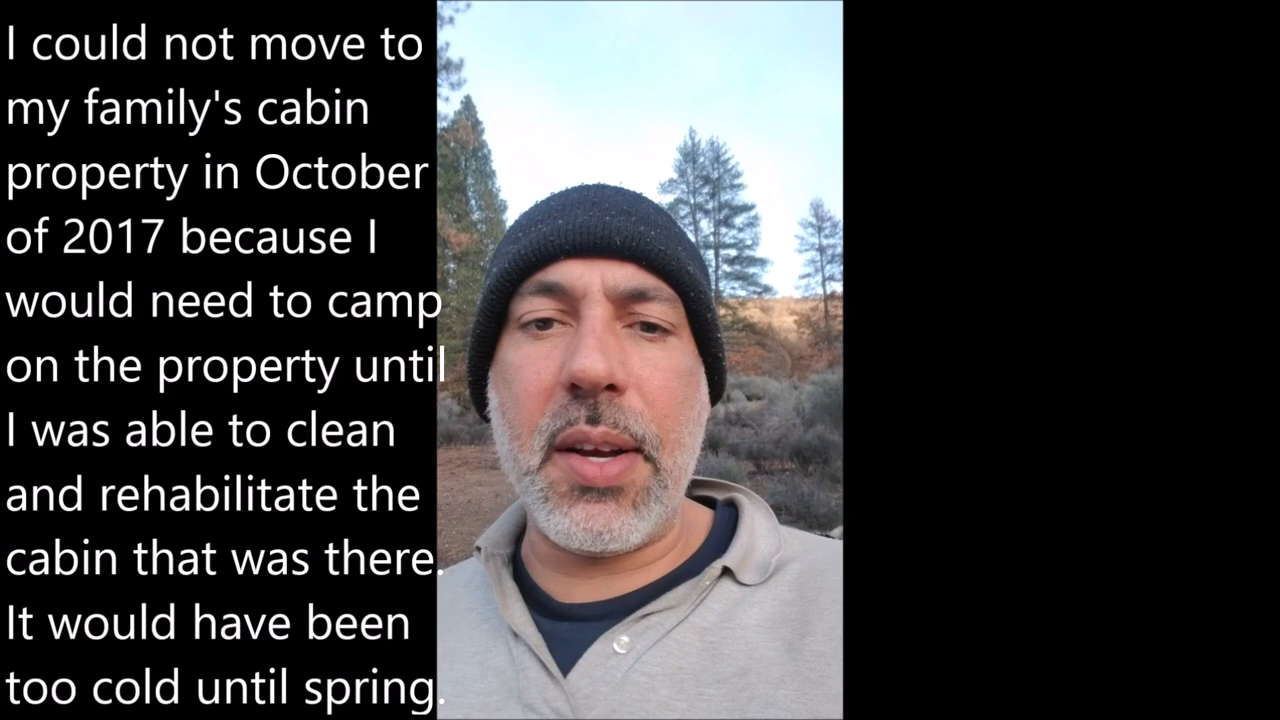 I could not move to
my family's cabin
property in October
of 2017 because I
would need to camp
on the property until
I was able to clean
and rehabilitate the
cabin that was there.
It would have been
too cold until spring.